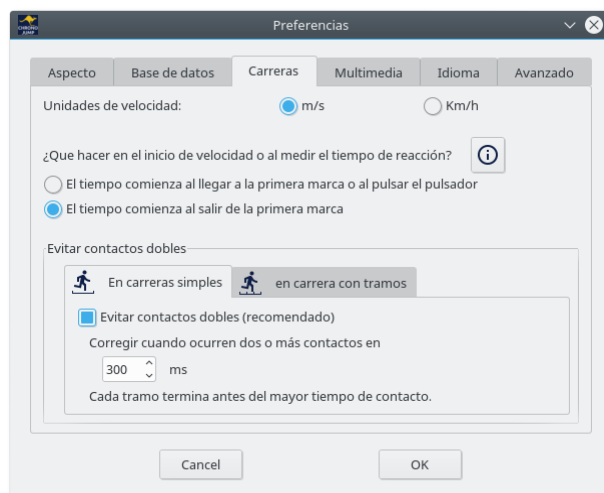 CHRONO
JUMP
Preferencias
Aspecto Base de datos Carreras Multimedia Idioma Avanzado
Unidades de velocidad: m/s Km/h
¿Que hacer en el inicio de velocidad o al medir el tiempo de reacción?
El tiempo comienza al llegar a la primera marca o al pulsar el pulsador
El tiempo comienza al salir de la primera marca
Evitar contactos dobles
En carreras simples en carrera con tramos
Evitar contactos dobles (recomendado)
Corregir cuando ocurren dos o más contactos en
300 ms
Cada tramo termina antes del mayor tiempo de contacto.
Cancel OK